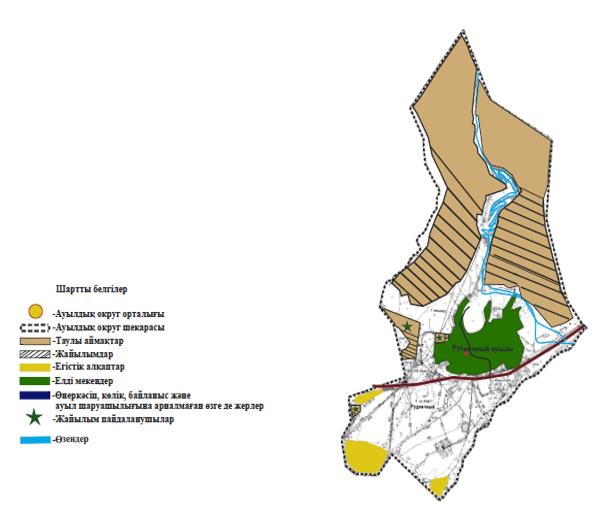 Шартты белгілер
-Ауылдық округ орталығы
-Ауылдық округ шекарасы
-Таулы аймақтар
-Жайылымдар
-Егістік алқаптар
-Елді мекендер
-Өнеркәсіп, көлік, байланыс және
ауыл шаруашылығына арналмаған өзге де жерлер
-Жайылым пайдаланушылар
-Өзендер
ауылы